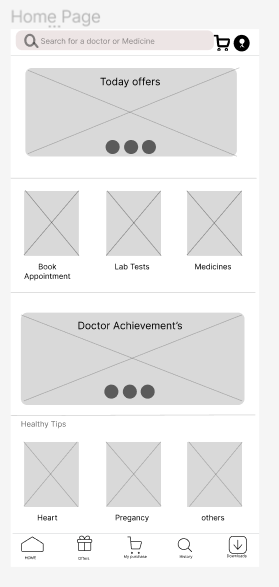 Home Page
Search for a doctor or Medicine
Today offers
Book
Appointment
Lab Tests
Medicines
Doctor Achievement's
Healthy Tips
Heart
Pregancy
others
HOME
Offers
My purchase
History
Downloads